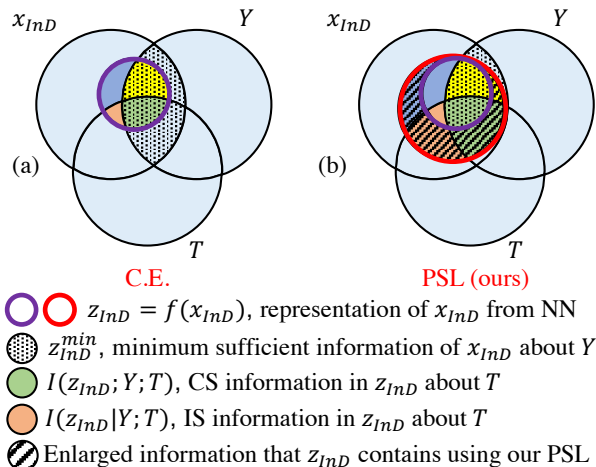 x_InD Y x_InD Y
(a) (b)
T T
C.E. PSL (ours)
z_InD = f(x_InD), representation of x_InD from NN
z_InD^min, minimum sufficient information of x_InD about Y
I(z_InD; Y; T), CS information in z_InD about T
I(z_InD|Y; T), IS information in z_InD about T
Enlarged information that z_InD contains using our PSL